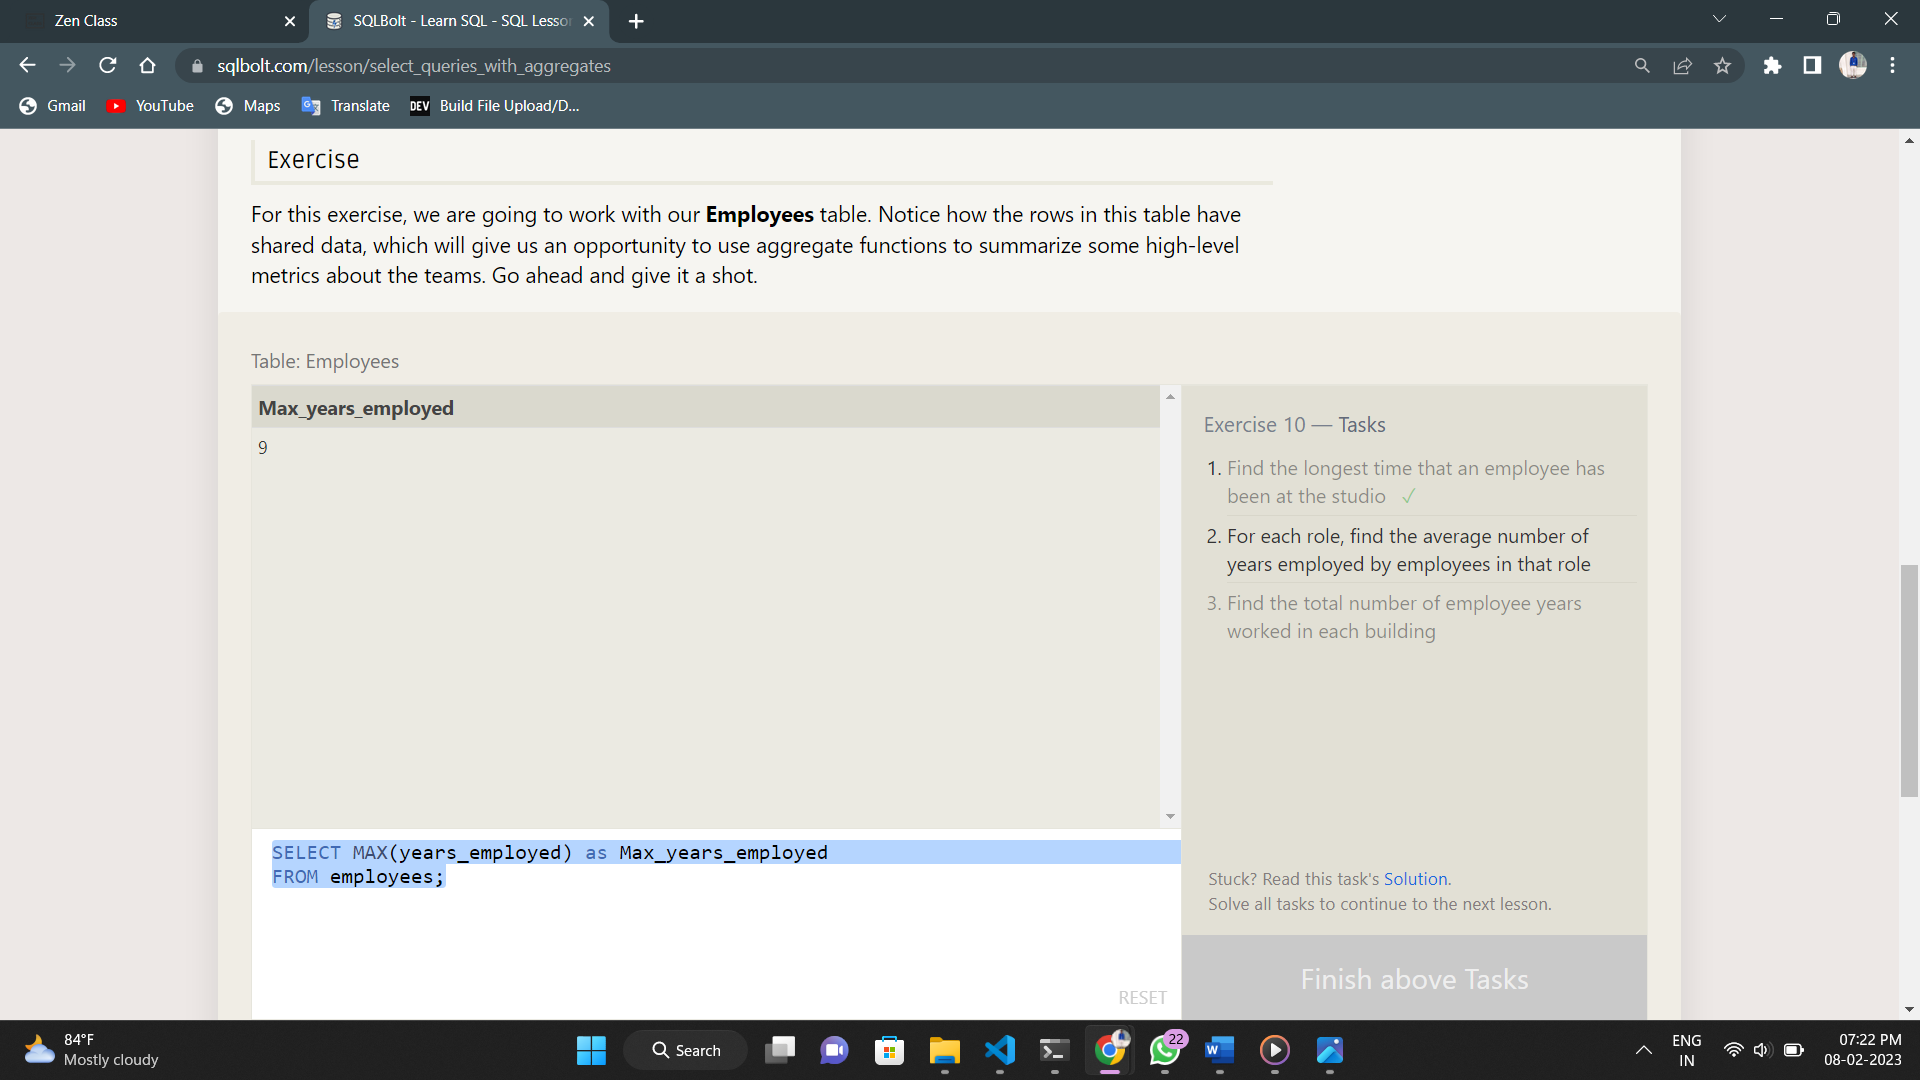 Zen Class
SQLBolt - Learn SQL - SQL Lesson
sqlbolt.com/lesson/select_queries_with_aggregates
Gmail
YouTube
Maps
Translate
DEV
Build File Upload/D...
Exercise
For this exercise, we are going to work with our Employees table. Notice how the rows in this table have
shared data, which will give us an opportunity to use aggregate functions to summarize some high-level
metrics about the teams. Go ahead and give it a shot.
Table: Employees
Max_years_employed
9
SELECT MAX(years_employed) as Max_years_employed
FROM employees;
RESET
Exercise 10 — Tasks
1. Find the longest time that an employee has
been at the studio ✓
2. For each role, find the average number of
years employed by employees in that role
3. Find the total number of employee years
worked in each building
Stuck? Read this task's Solution.
Solve all tasks to continue to the next lesson.
Finish above Tasks
84°F
Mostly cloudy
Search
22
ENG
IN
07:22 PM
08-02-2023